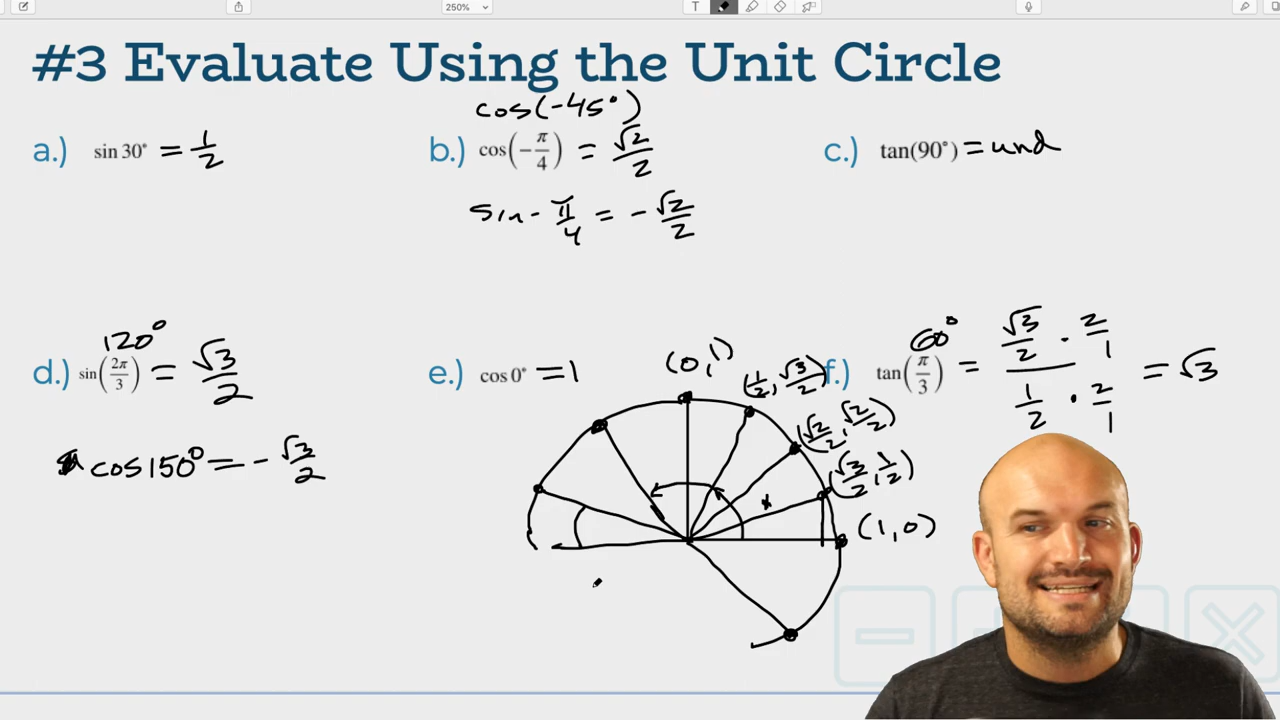 250%
T
#3 Evaluate Using the Unit Circle
cos(-45°)
a.) sin 30° = 1/2
b.) cos(-π/4) = √2/2
c.) tan(90°) = und
sin - π/4 = - √2/2
120°
d.) sin(2π/3) = √3/2
e.) cos 0° = 1
60°
f.) tan(π/3) = √3/2 · 2/1 / 1/2 · 2/1 = √3
cos 150° = - √3/2
(0,1)
(1/2, √3/2)
(√2/2, √2/2)
(√3/2, 1/2)
(1,0)